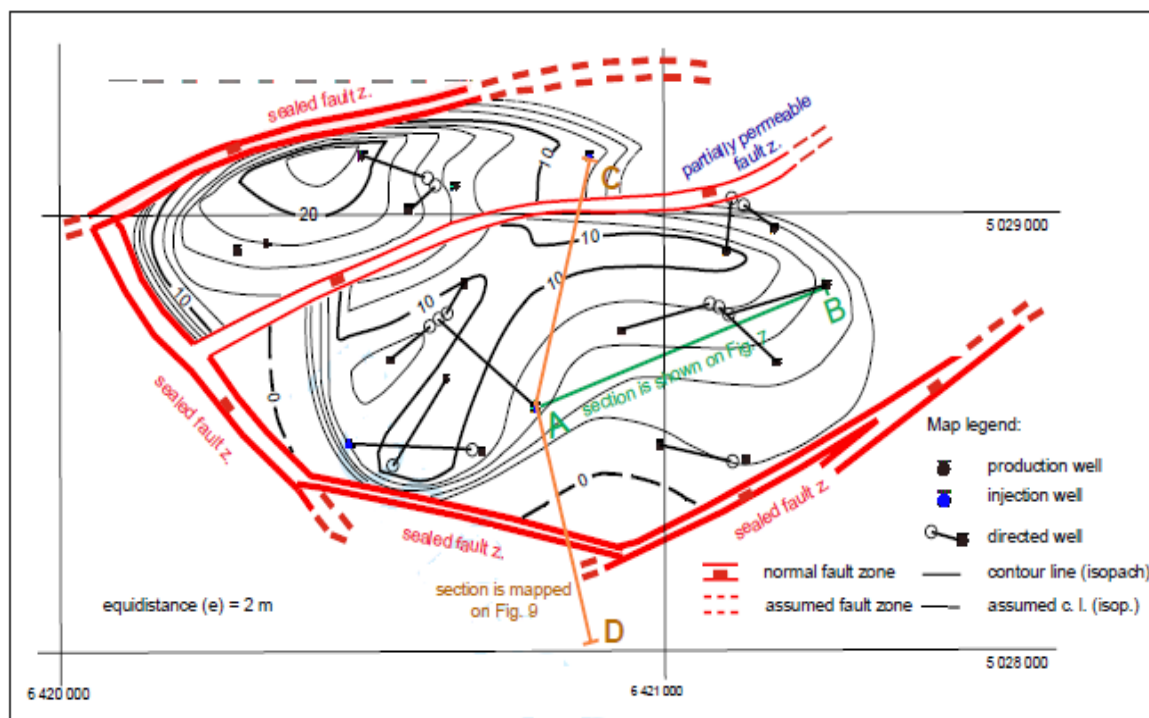 sealed fault z.
partially permeable
fault z.
10
C
20
5 029 000
10
10
10
10
B
section is shown on Fig. 7
0
sealed fault z.
A
Map legend:
production well
injection well
0
directed well
sealed fault z.
sealed fault z.
normal fault zone
contour line (isopach)
section is mapped
on Fig. 9
equidistance (e) = 2 m
assumed fault zone
assumed c. l. (isop.)
D
5 028 000
6 420 000
6 421 000